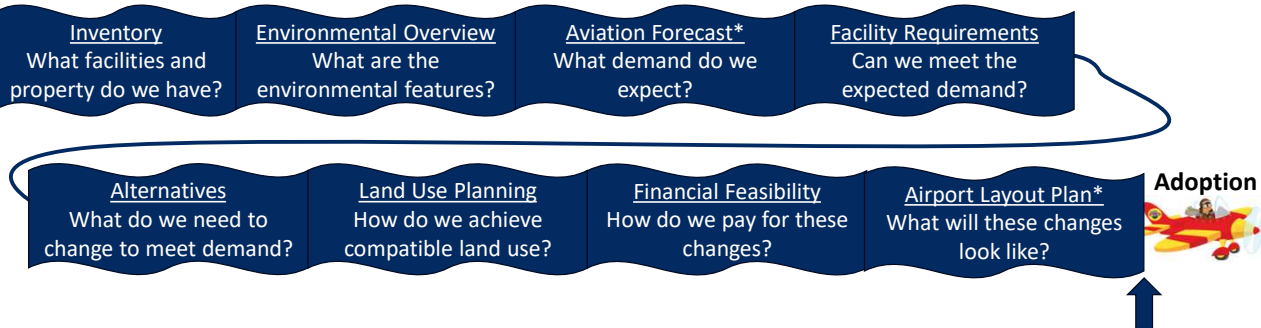 Inventory
What facilities and
property do we have?
Environmental Overview
What are the
environmental features?
Aviation Forecast*
What demand do we
expect?
Facility Requirements
Can we meet the
expected demand?
Alternatives
What do we need to
change to meet demand?
Land Use Planning
How do we achieve
compatible land use?
Financial Feasibility
How do we pay for these
changes?
Airport Layout Plan*
What will these changes
look like?
Adoption